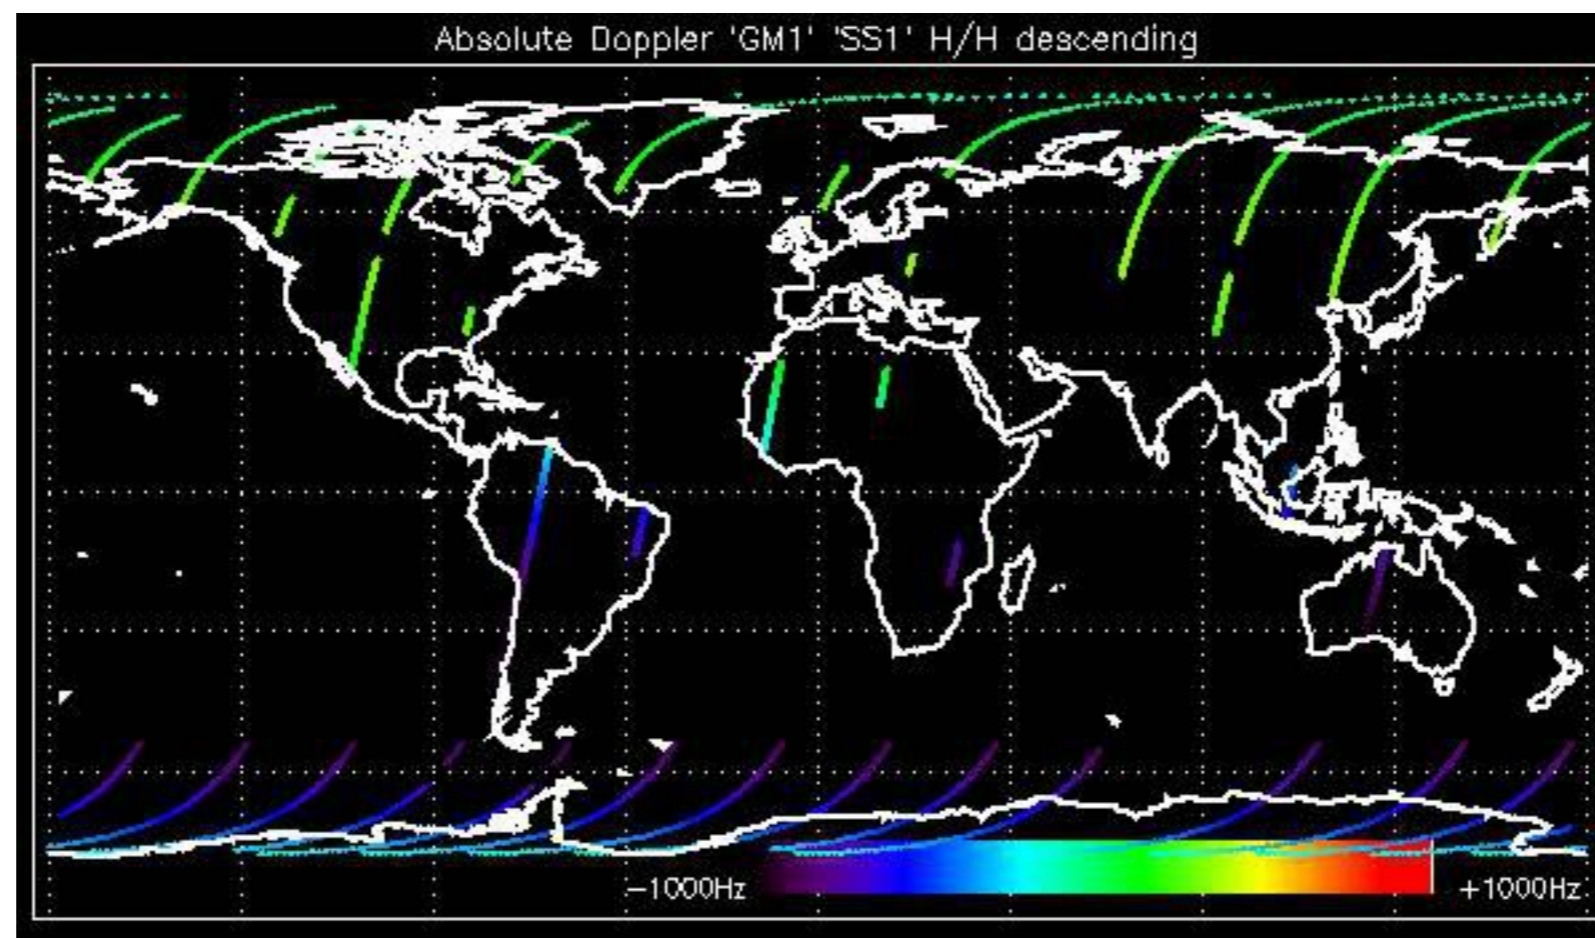 Absolute Doppler 'GM1' 'SS1' H/H descending
-1000Hz
+1000Hz